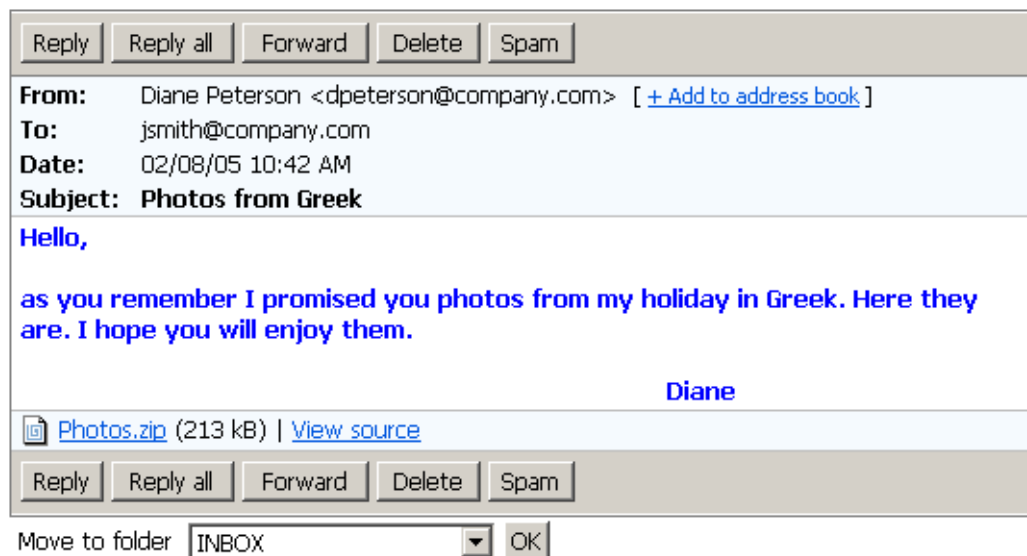 Reply Reply all Forward Delete Spam
From: Diane Peterson <dpeterson@company.com> [ + Add to address book ]
To: jsmith@company.com
Date: 02/08/05 10:42 AM
Subject: Photos from Greek
Hello,
as you remember I promised you photos from my holiday in Greek. Here they
are. I hope you will enjoy them.
Diane
Photos.zip (213 kB) | View source
Reply Reply all Forward Delete Spam
Move to folder INBOX OK